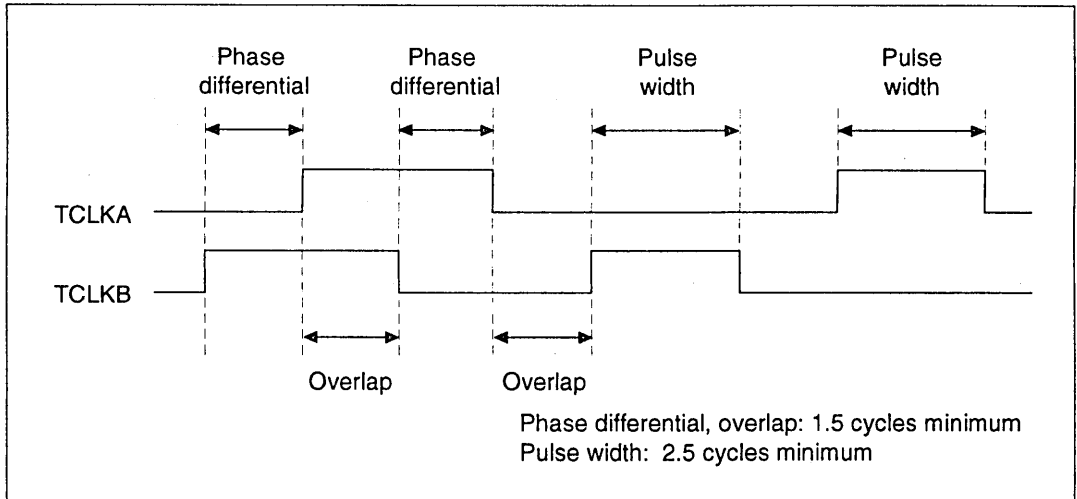 Phase
differential
Phase
differential
Pulse
width
Pulse
width
TCLKA
TCLKB
Overlap
Overlap
Phase differential, overlap: 1.5 cycles minimum
Pulse width: 2.5 cycles minimum